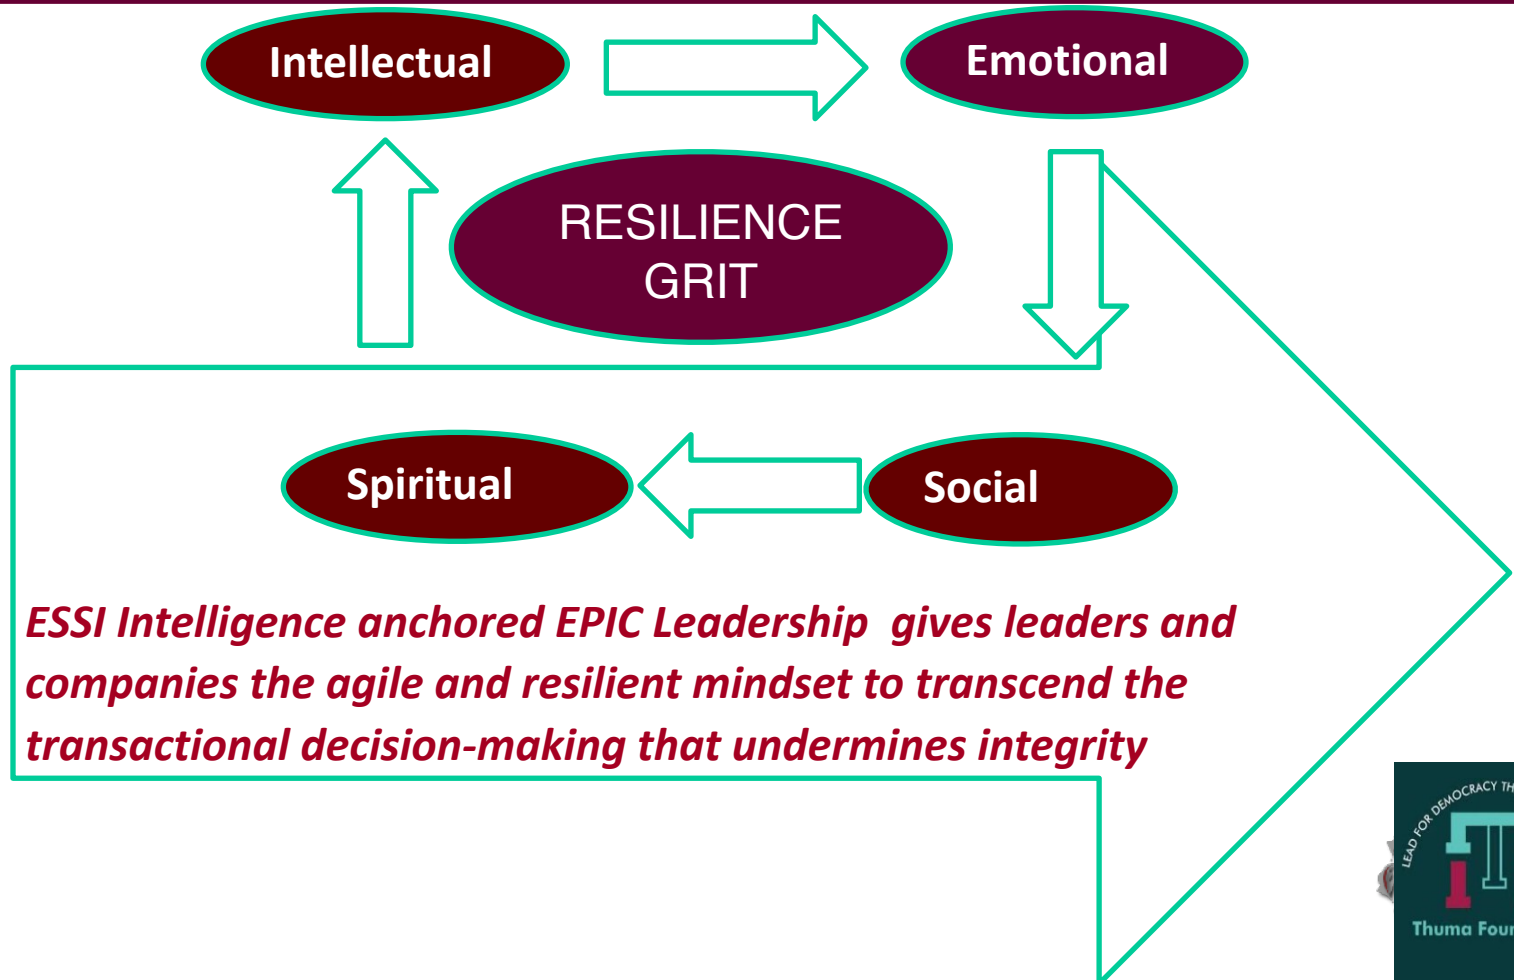 Intellectual
Emotional
RESILIENCE
GRIT
Spiritual
Social
ESSI Intelligence anchored EPIC Leadership gives leaders and
companies the agile and resilient mindset to transcend the
transactional decision-making that undermines integrity
LEAD FOR DEMOCRACY
Thuma